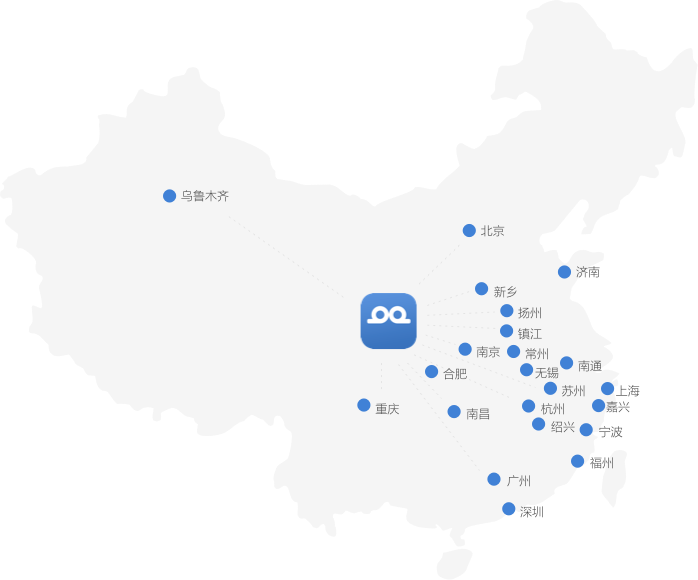 乌鲁木齐
北京
济南
新乡
扬州
镇江
南京
常州
南通
无锡
合肥
苏州
上海
重庆
南昌
杭州
嘉兴
绍兴
宁波
福州
广州
深圳